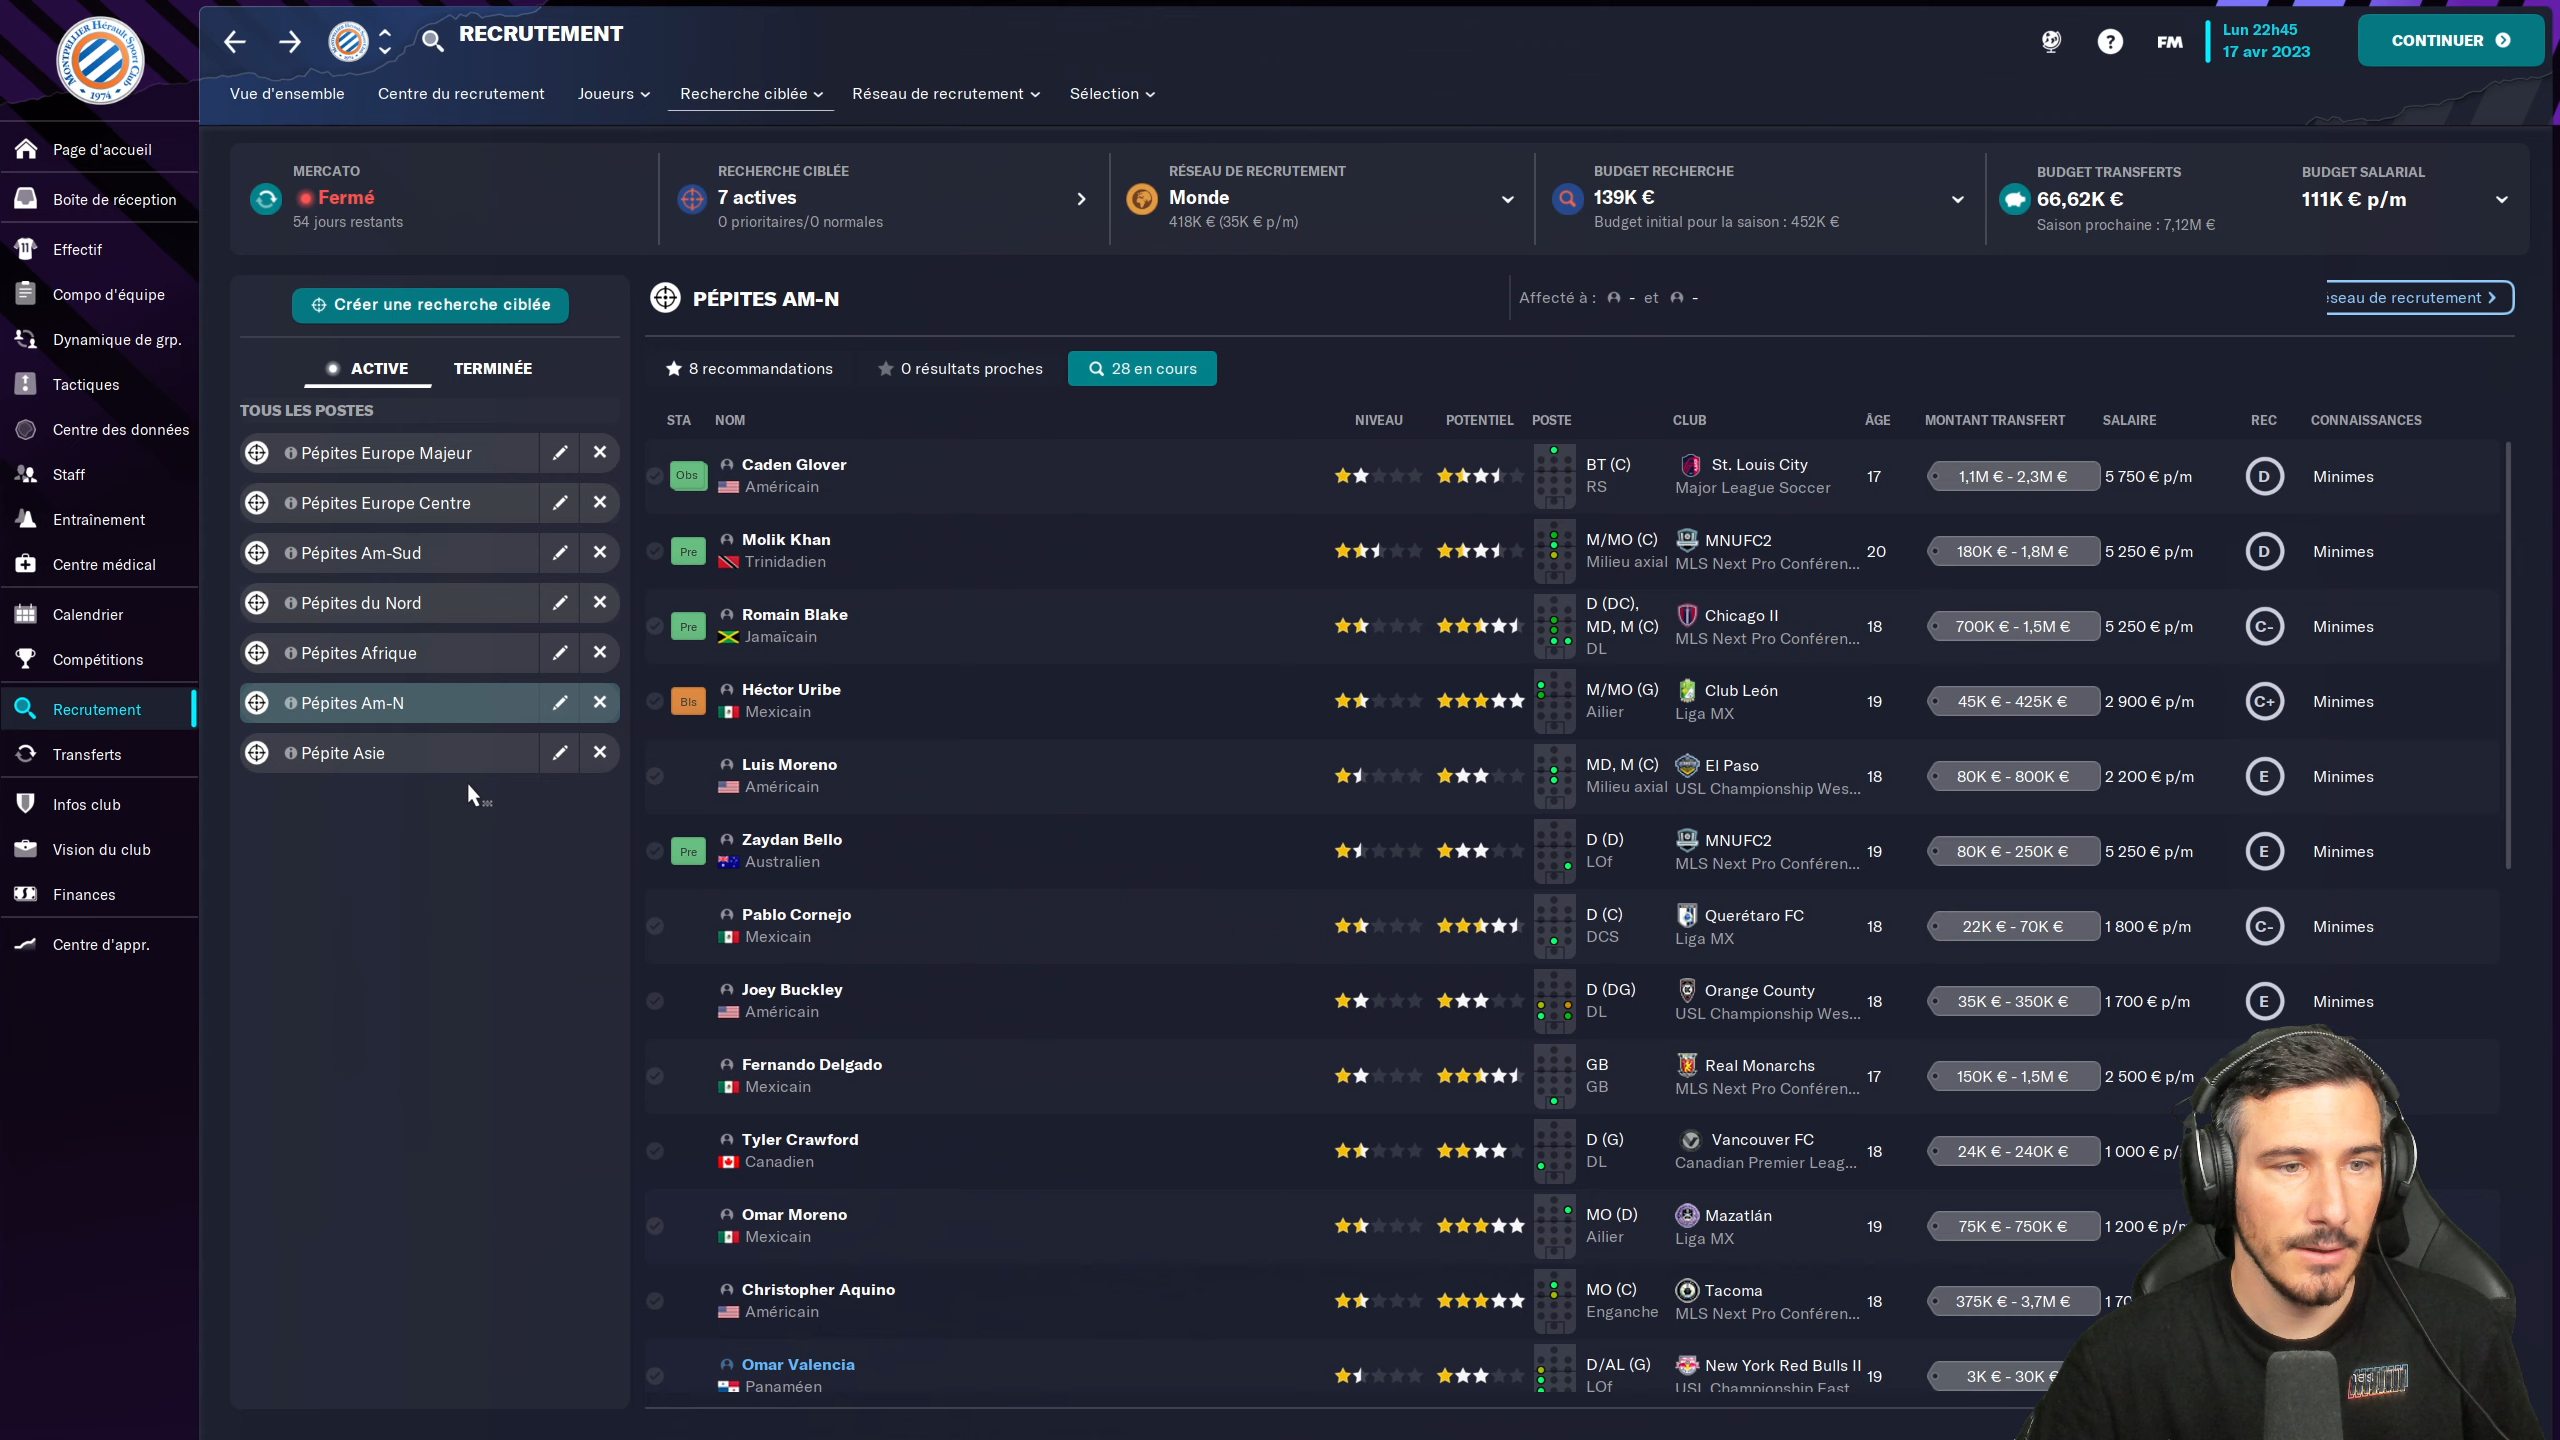 MONTPELLIER Hérault Sport Club
1974
RECRUTEMENT
FM
Lun 22h45
17 avr 2023
CONTINUER
Vue d'ensemble
Centre du recrutement
Joueurs
Recherche ciblée
Réseau de recrutement
Sélection
Page d'accueil
Boîte de réception
Effectif
Compo d'équipe
Dynamique de grp.
Tactiques
Centre des données
Staff
Entraînement
Centre médical
Calendrier
Compétitions
Recrutement
Transferts
Infos club
Vision du club
Finances
Centre d'appr.
MERCATO
Fermé
54 jours restants
RECHERCHE CIBLÉE
7 actives
0 prioritaires/0 normales
RÉSEAU DE RECRUTEMENT
Monde
418K € (35K € p/m)
BUDGET RECHERCHE
139K €
Budget initial pour la saison : 452K €
BUDGET TRANSFERTS
66,62K €
Saison prochaine : 7,12M €
BUDGET SALARIAL
111K € p/m
Créer une recherche ciblée
ACTIVE
TERMINÉE
TOUS LES POSTES
Pépites Europe Majeur
Pépites Europe Centre
Pépites Am-Sud
Pépites du Nord
Pépites Afrique
Pépites Am-N
Pépite Asie
PÉPITES AM-N
Affecté à : - et -
seau de recrutement
8 recommandations
0 résultats proches
28 en cours
STA NOM NIVEAU POTENTIEL POSTE CLUB ÂGE MONTANT TRANSFERT SALAIRE REC CONNAISSANCES
Obs Caden Glover BT (C) St. Louis City 17 1,1M € - 2,3M € 5 750 € p/m D Minimes
Américain RS Major League Soccer
Pre Molik Khan M/MO (C) MNUFC2 20 180K € - 1,8M € 5 250 € p/m D Minimes
Trinidadien Milieu axial MLS Next Pro Conféren...
Pre Romain Blake D (DC), MD, M (C) Chicago II 18 700K € - 1,5M € 5 250 € p/m C- Minimes
Jamaïcain DL MLS Next Pro Conféren...
Bls Héctor Uribe M/MO (G) Club León 19 45K € - 425K € 2 900 € p/m C+ Minimes
Mexicain Ailier Liga MX
Luis Moreno MD, M (C) El Paso 18 80K € - 800K € 2 200 € p/m E Minimes
Américain Milieu axial USL Championship Wes...
Pre Zaydan Bello D (D) MNUFC2 19 80K € - 250K € 5 250 € p/m E Minimes
Australien LOf MLS Next Pro Conféren...
Pablo Cornejo D (C) Querétaro FC 18 22K € - 70K € 1 800 € p/m C- Minimes
Mexicain DCS Liga MX
Joey Buckley D (DG) Orange County 18 35K € - 350K € 1 700 € p/m E Minimes
Américain DL USL Championship Wes...
Fernando Delgado GB Real Monarchs 17 150K € - 1,5M € 2 500 € p/m
Mexicain GB MLS Next Pro Conféren...
Tyler Crawford D (G) Vancouver FC 18 24K € - 240K € 1 000 € p/
Canadien DL Canadian Premier Leag...
Omar Moreno MO (D) Mazatlán 19 75K € - 750K € 1 200 € p/
Mexicain Ailier Liga MX
Christopher Aquino MO (C) Tacoma 18 375K € - 3,7M € 1 70
Américain Enganche MLS Next Pro Conféren...
Omar Valencia D/AL (G) New York Red Bulls II 19 3K € - 30K €
Panaméen LOf USL Championship East